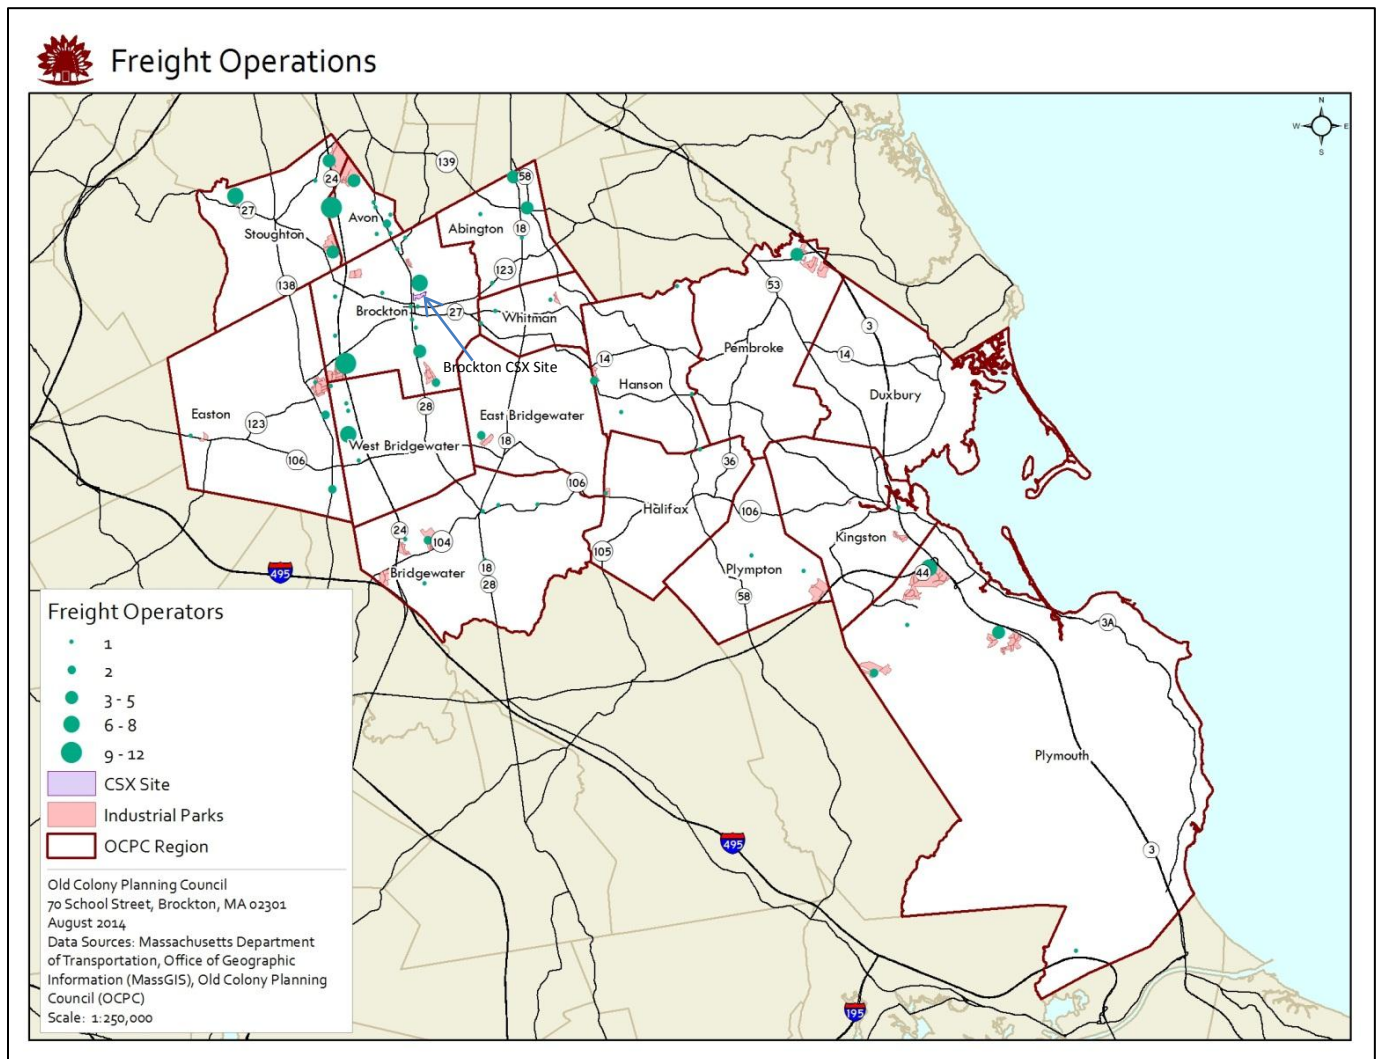 Freight Operations
N
W
E
S
139
24
58
27
Avon
Abington
18
Stoughton
123
138
53
Brockton
27
Whitman
3
Pembroke
14
14
Brockton CSX Site
Hanson
Duxbury
Easton
28
East Bridgewater
123
18
West Bridgewater
106
36
106
Halifax
106
24
104
Kingston
105
495
Bridgewater
18
Plympton
44
28
58
3A
Freight Operators
1
2
3 - 5
6 - 8
9 - 12
CSX Site
Industrial Parks
OCPC Region
Plymouth
495
3
195
Old Colony Planning Council
70 School Street, Brockton, MA 02301
August 2014
Data Sources: Massachusetts Department
of Transportation, Office of Geographic
Information (MassGIS), Old Colony Planning
Council (OCPC)
Scale: 1:250,000